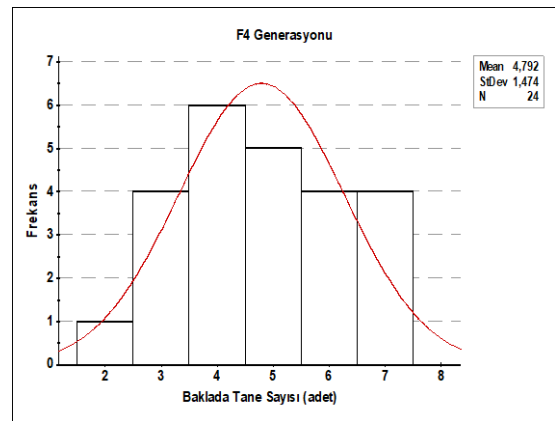 F4 Generasyonu
Mean 4,792
StDev 1,474
N 24
Frekans
7
6
5
4
3
2
1
0
2 3 4 5 6 7 8
Baklada Tane Sayısı (adet)